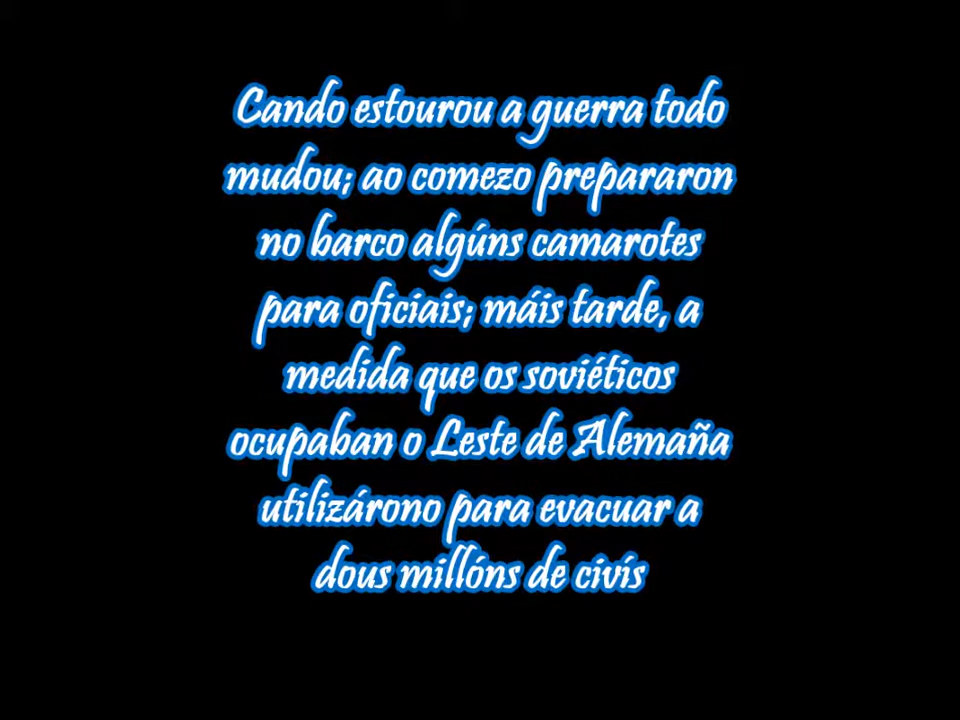 Cando estourou a guerra todo
mudou; ao comezo prepararon
no barco algúns camarotes
para oficiais; máis tarde, a
medida que os soviéticos
ocupaban o Leste de Alemaña
utilizárono para evacuar a
dous millóns de civís